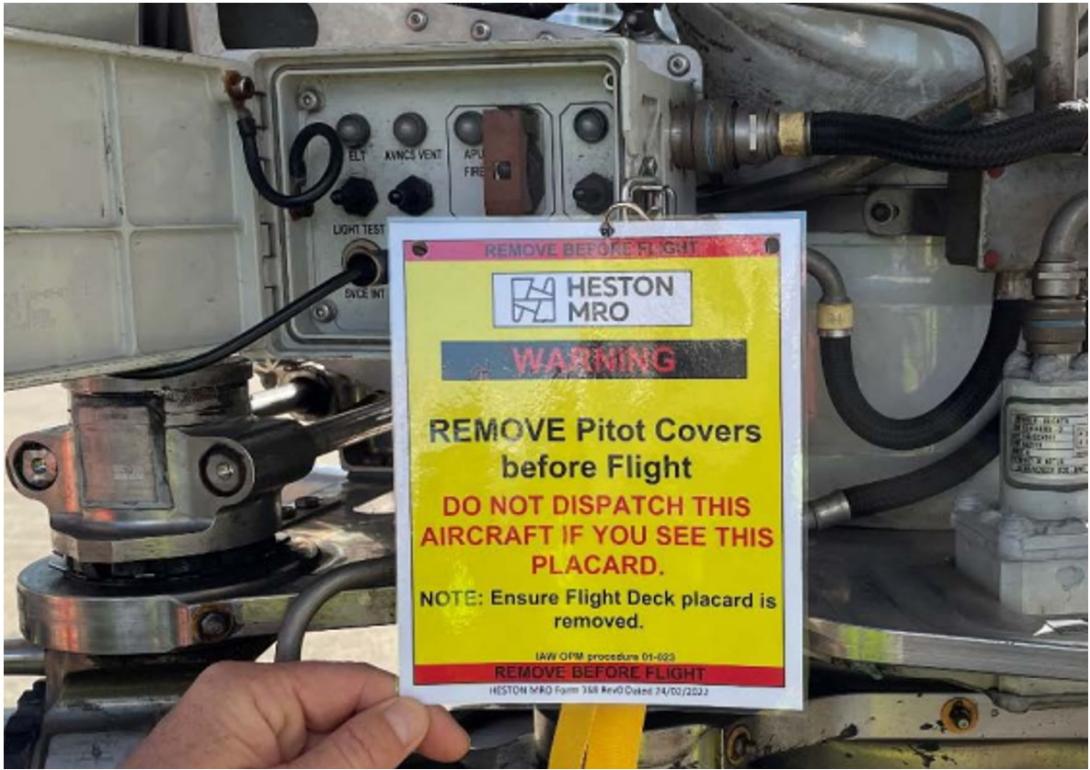 ELT
AVNCS VENT
APU
FIRE
LIGHT TEST
SVCE INT
REMOVE BEFORE FLIGHT
HESTON
MRO
WARNING
REMOVE Pitot Covers
before Flight
DO NOT DISPATCH THIS
AIRCRAFT IF YOU SEE THIS
PLACARD.
NOTE: Ensure Flight Deck placard is
removed.
IAW OPM procedure 01-023
REMOVE BEFORE FLIGHT
HESTON MRO Form 368 Rev0 Dated 24/02/2022